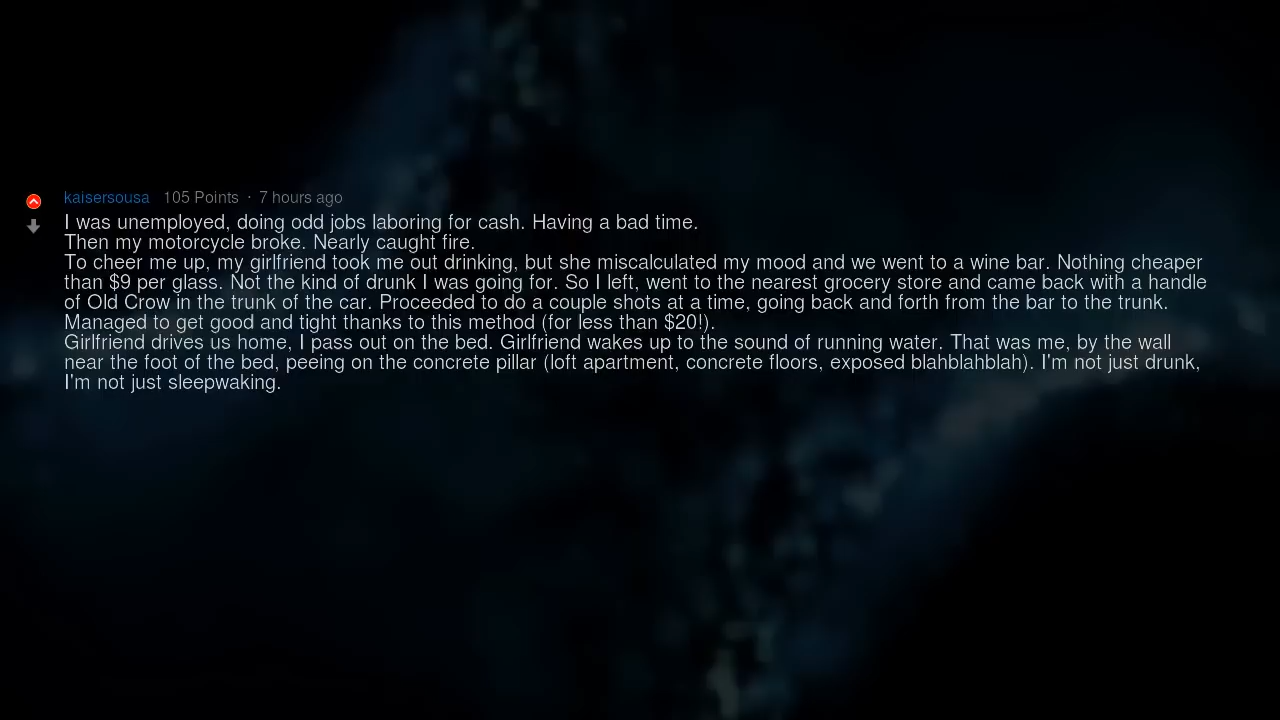 kaisersousa 105 Points · 7 hours ago
I was unemployed, doing odd jobs laboring for cash. Having a bad time.
Then my motorcycle broke. Nearly caught fire.
To cheer me up, my girlfriend took me out drinking, but she miscalculated my mood and we went to a wine bar. Nothing cheaper
than $9 per glass. Not the kind of drunk I was going for. So I left, went to the nearest grocery store and came back with a handle
of Old Crow in the trunk of the car. Proceeded to do a couple shots at a time, going back and forth from the bar to the trunk.
Managed to get good and tight thanks to this method (for less than $20!).
Girlfriend drives us home, I pass out on the bed. Girlfriend wakes up to the sound of running water. That was me, by the wall
near the foot of the bed, peeing on the concrete pillar (loft apartment, concrete floors, exposed blahblahblah). I'm not just drunk,
I'm not just sleepwaking.